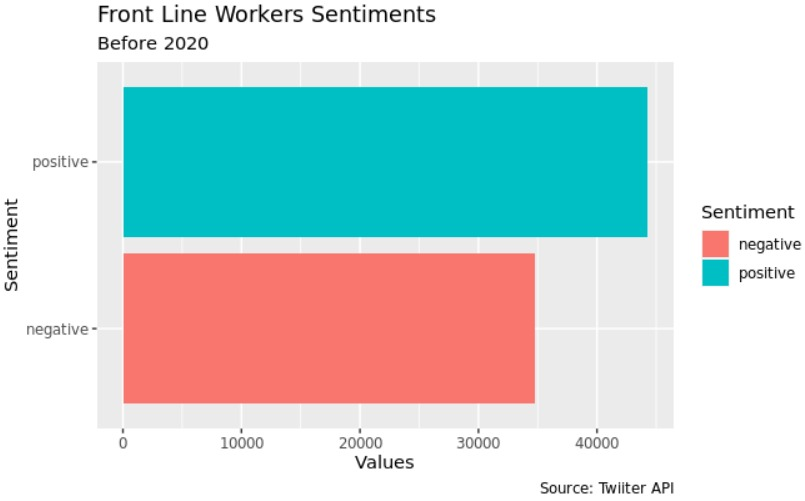 Front Line Workers Sentiments
Before 2020
Sentiment
positive
negative
0 10000 20000 30000 40000
Values
Sentiment
negative
positive
Source: Twiiter API